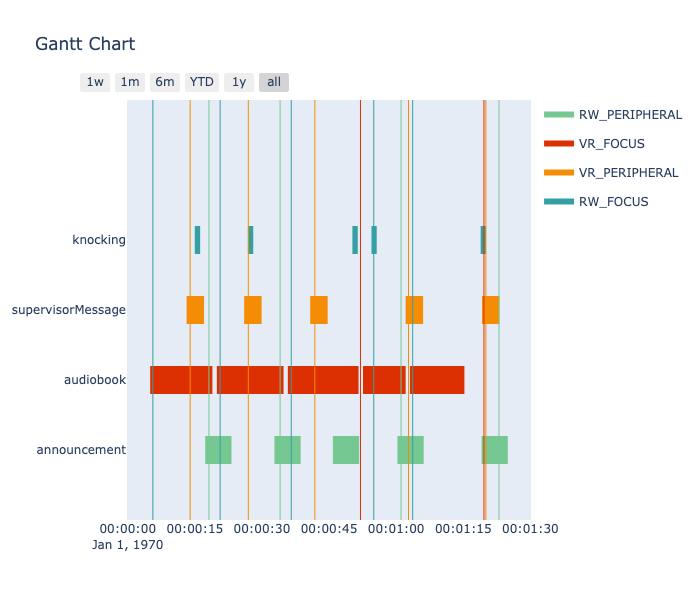 Gantt Chart
1w 1m 6m YTD 1y all
RW_PERIPHERAL
VR_FOCUS
VR_PERIPHERAL
RW_FOCUS
knocking
supervisorMessage
audiobook
announcement
00:00:00 00:00:15 00:00:30 00:00:45 00:01:00 00:01:15 00:01:30
Jan 1, 1970